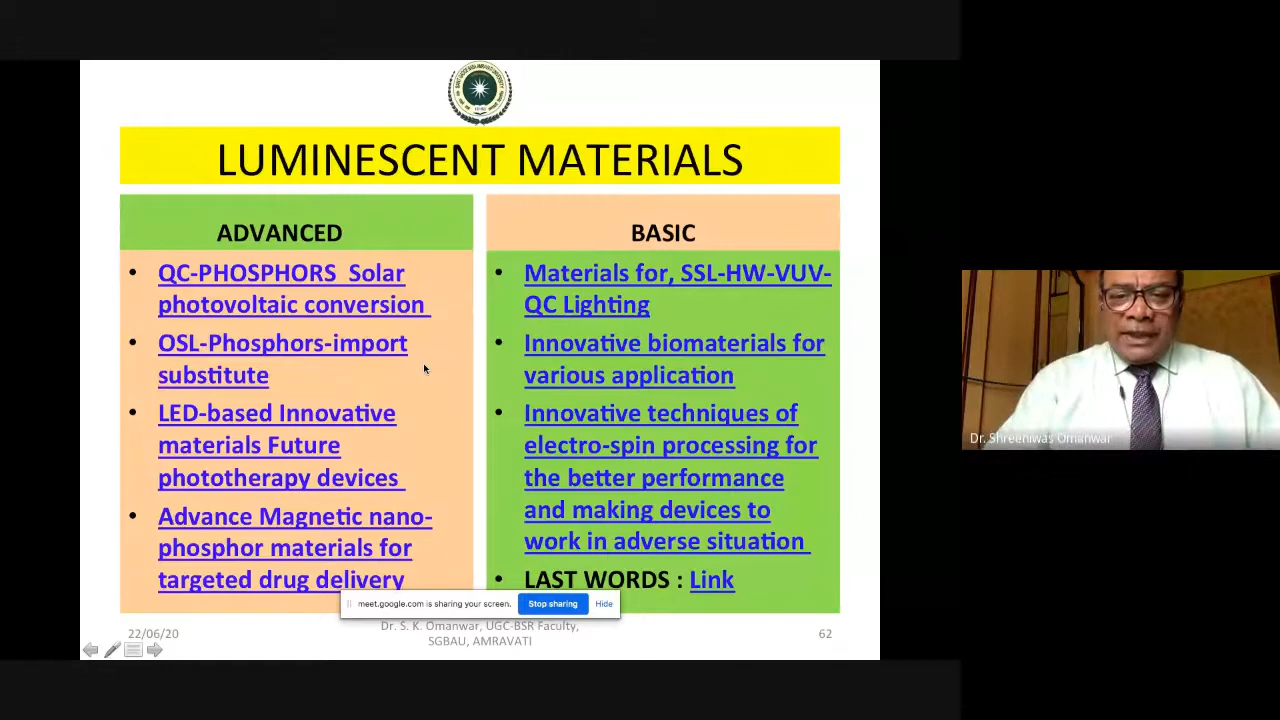 LUMINESCENT MATERIALS
ADVANCED
• QC-PHOSPHORS Solar
photovoltaic conversion
• OSL-Phosphors-import
substitute
• LED-based Innovative
materials Future
phototherapy devices
• Advance Magnetic nano-
phosphor materials for
targeted drug delivery
BASIC
• Materials for, SSL-HW-VUV-
QC Lighting
• Innovative biomaterials for
various application
• Innovative techniques of
electro-spin processing for
the better performance
and making devices to
work in adverse situation
• LAST WORDS : Link
meet.google.com is sharing your screen. Stop sharing Hide
22/06/20
Dr. S. K. Omanwar, UGC-BSR Faculty,
SGBAU, AMRAVATI
62
Dr. Shreeniwas Omanwar